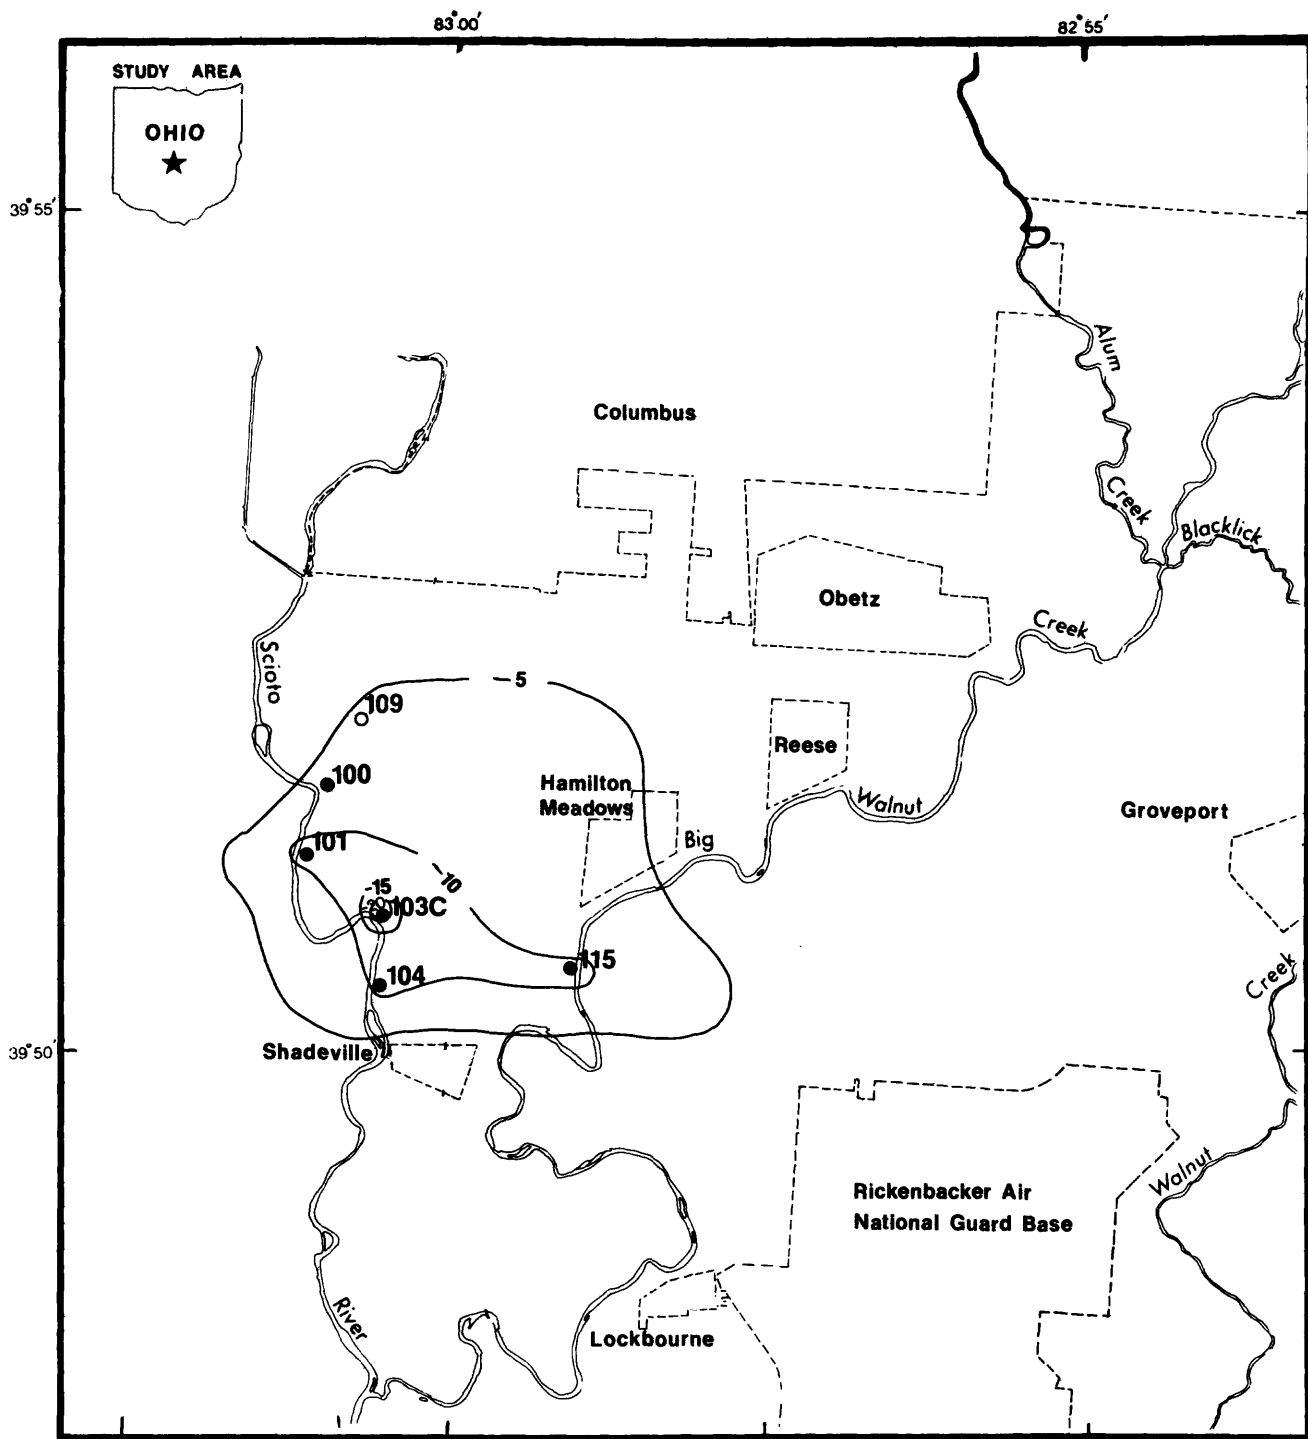 83°00'
82°55'
STUDY AREA
OHIO
39°55'
Alum
Columbus
Creek
Blacklick
Obetz
Creek
Sciota
-5
109
Reese
100
Hamilton
Meadows
Walnut
Groveport
Big
101
-10
-15
103C
115
104
Creek
39°50'
Shadeville
Walnut
Rickenbacker Air
National Guard Base
River
Lockbourne